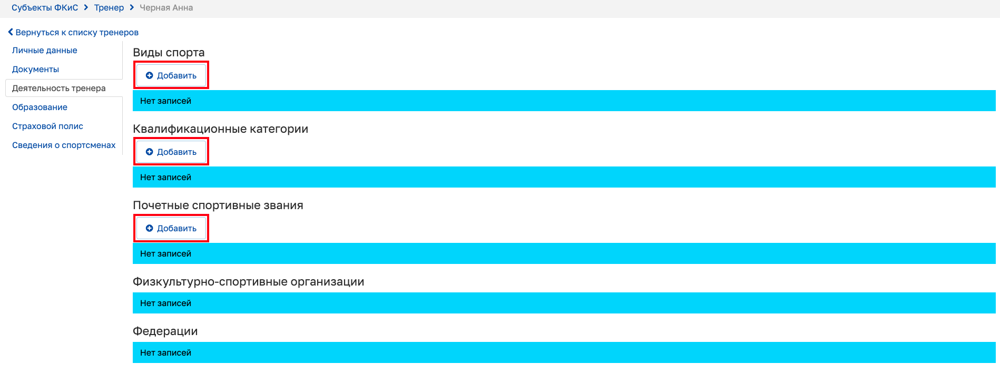 Субъекты ФКиС > Тренер > Черная Анна
Вернуться к списку тренеров
Личные данные
Документы
Деятельность тренера
Образование
Страховой полис
Сведения о спортсменах
Виды спорта
Добавить
Нет записей
Квалификационные категории
Добавить
Нет записей
Почетные спортивные звания
Добавить
Нет записей
Физкультурно-спортивные организации
Нет записей
Федерации
Нет записей